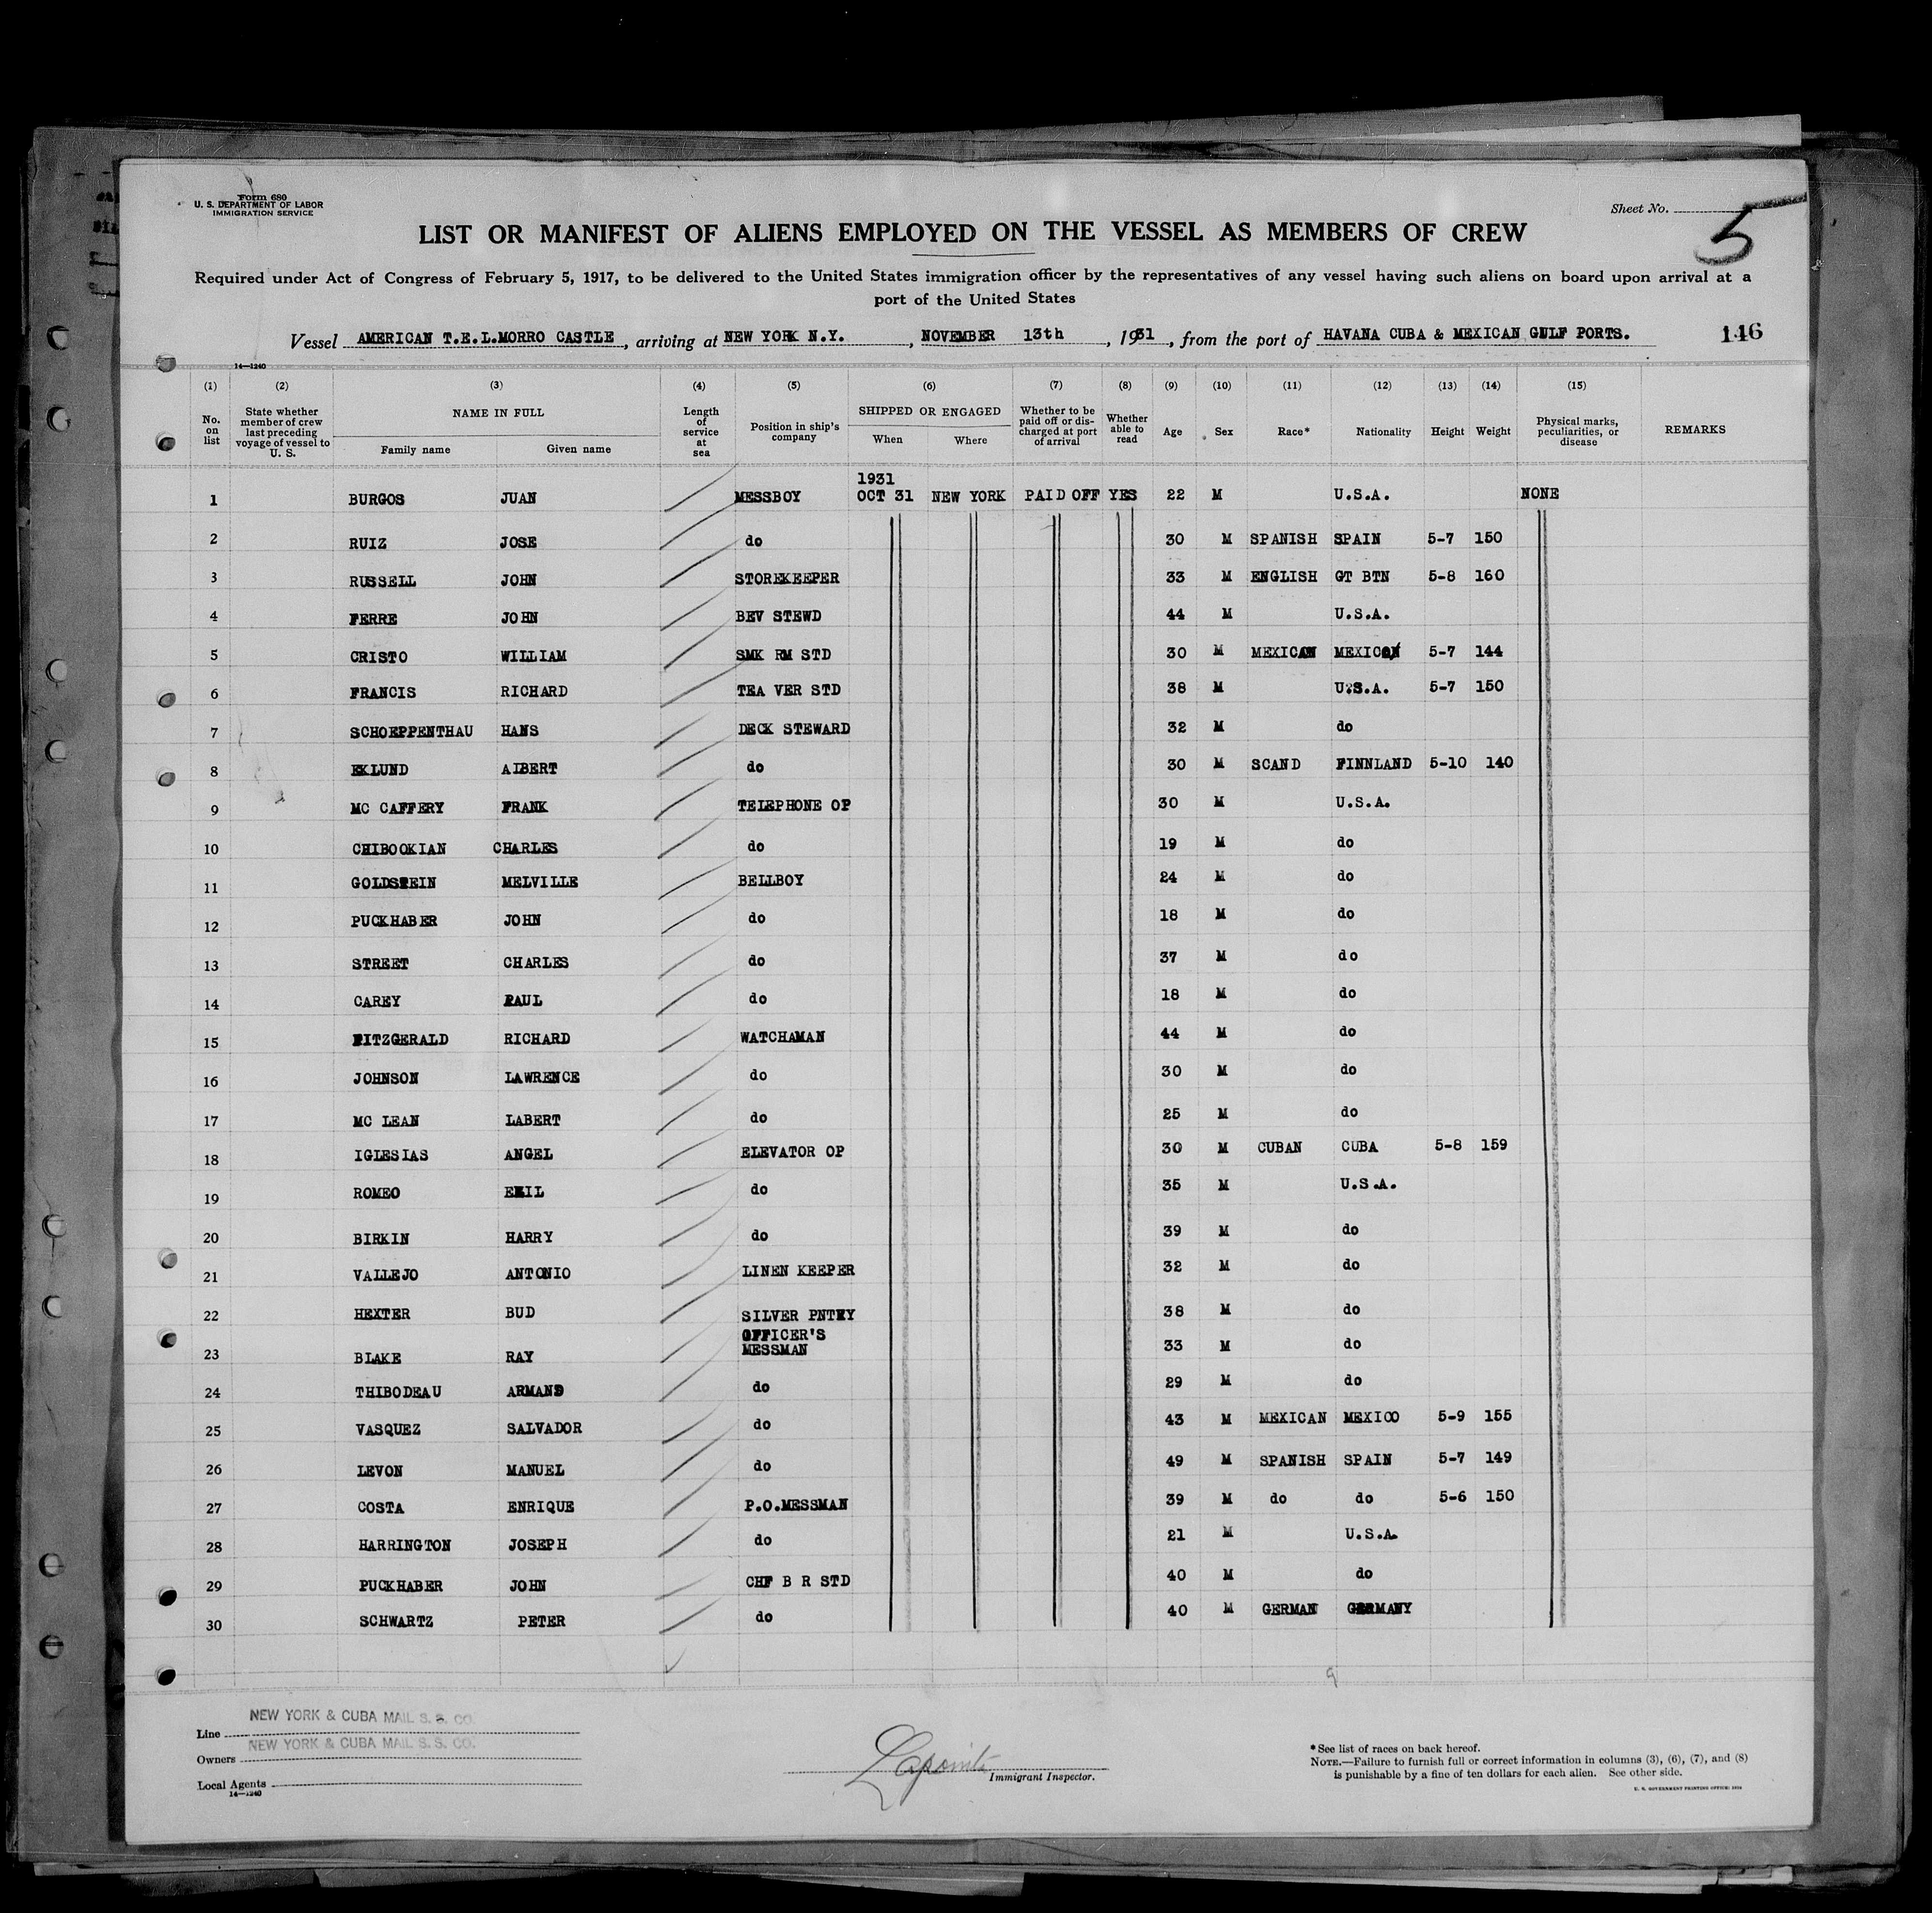 Form 680
U. S. DEPARTMENT OF LABOR
IMMIGRATION SERVICE
Sheet No. 5
LIST OR MANIFEST OF ALIENS EMPLOYED ON THE VESSEL AS MEMBERS OF CREW
Required under Act of Congress of February 5, 1917, to be delivered to the United States immigration officer by the representatives of any vessel having such aliens on board upon arrival at a
port of the United States
Vessel AMERICAN T.E.L.MORRO CASTLE, arriving at NEW YORK N.Y., NOVEMBER 13th, 1931, from the port of HAVANA CUBA & MEXICAN GULF PORTS. 146
14—1240
(1) (2) (3) (4) (5) (6) (7) (8) (9) (10) (11) (12) (13) (14) (15)
No. on list
State whether member of crew last preceding voyage of vessel to U. S.
NAME IN FULL
Family name Given name
Length of service at sea
Position in ship's company
SHIPPED OR ENGAGED
When Where
Whether to be paid off or discharged at port of arrival
Whether able to read
Age Sex Race* Nationality Height Weight
Physical marks, peculiarities, or disease
REMARKS
1931
1 BURGOS JUAN MESSBOY OCT 31 NEW YORK PAID OFF YES 22 M U.S.A. NONE
2 RUIZ JOSE do 30 M SPANISH SPAIN 5-7 150
3 RUSSELL JOHN STOREKEEPER 33 M ENGLISH GT BTN 5-8 160
4 FERRE JOHN BEV STEWD 44 M U.S.A.
5 CRISTO WILLIAM SMK RM STD 30 M MEXICAN MEXICO 5-7 144
6 FRANCIS RICHARD TEA VER STD 38 M U.S.A. 5-7 150
7 SCHOEPPENTHAU HANS DECK STEWARD 32 M do
8 EKLUND ALBERT do 30 M SCAND FINNLAND 5-10 140
9 MC CAFFERY FRANK TELEPHONE OP 30 M U.S.A.
10 CHIBOOKIAN CHARLES do 19 M do
11 GOLDSTEIN MELVILLE BELLBOY 24 M do
12 PUCKHABER JOHN do 18 M do
13 STREET CHARLES do 37 M do
14 CAREY PAUL do 18 M do
15 FITZGERALD RICHARD WATCHAMAN 44 M do
16 JOHNSON LAWRENCE do 30 M do
17 MC LEAN LABERT do 25 M do
18 IGLESIAS ANGEL ELEVATOR OP 30 M CUBAN CUBA 5-8 159
19 ROMEO EMIL do 35 M U.S.A.
20 BIRKIN HARRY do 39 M do
21 VALLEJO ANTONIO LINEN KEEPER 32 M do
22 HEXTER BUD SILVER PNTRY 38 M do
OFFICER'S
23 BLAKE RAY MESSMAN 33 M do
24 THIBODEAU ARMAND do 29 M do
25 VASQUEZ SALVADOR do 43 M MEXICAN MEXICO 5-9 155
26 LEVON MANUEL do 49 M SPANISH SPAIN 5-7 149
27 COSTA ENRIQUE P.O.MESSMAN 39 M do do 5-6 150
28 HARRINGTON JOSEPH do 21 M U.S.A.
29 PUCKHABER JOHN CHF B R STD 40 M do
30 SCHWARTZ PETER do 40 M GERMAN GERMANY
9
Line NEW YORK & CUBA MAIL S. S. CO.
Owners NEW YORK & CUBA MAIL S. S. CO.
Local Agents
14—1240
Lapointe
Immigrant Inspector.
*See list of races on back hereof.
NOTE.—Failure to furnish full or correct information in columns (3), (6), (7), and (8)
is punishable by a fine of ten dollars for each alien. See other side.